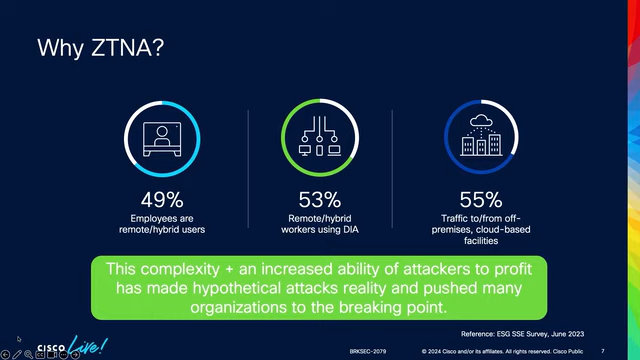 Why ZTNA?
49%
Employees are
remote/hybrid users
53%
Remote/hybrid
workers using DIA
55%
Traffic to/from off-
premises, cloud-based
facilities
This complexity + an increased ability of attackers to profit
has made hypothetical attacks reality and pushed many
organizations to the breaking point.
Reference: ESG SSE Survey, June 2023
CISCO Live!
BRKSEC-2079
© 2024 Cisco and/or its affiliates. All rights reserved. Cisco Public
7